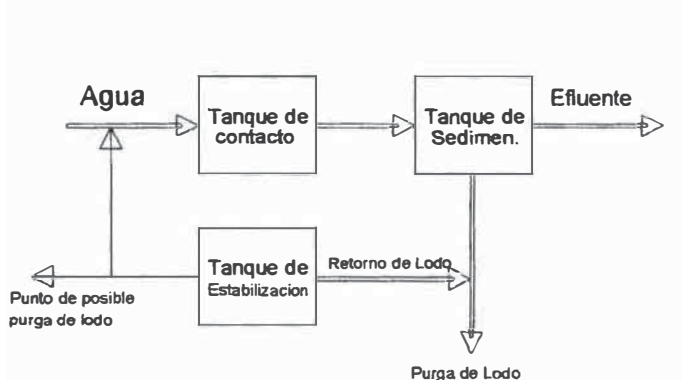 Agua
Tanque de
contacto
Tanque de
Sedimen.
Efluente
Tanque de
Estabilizacion
Retorno de Lodo
Punto de posible
purga de lodo
Purga de Lodo